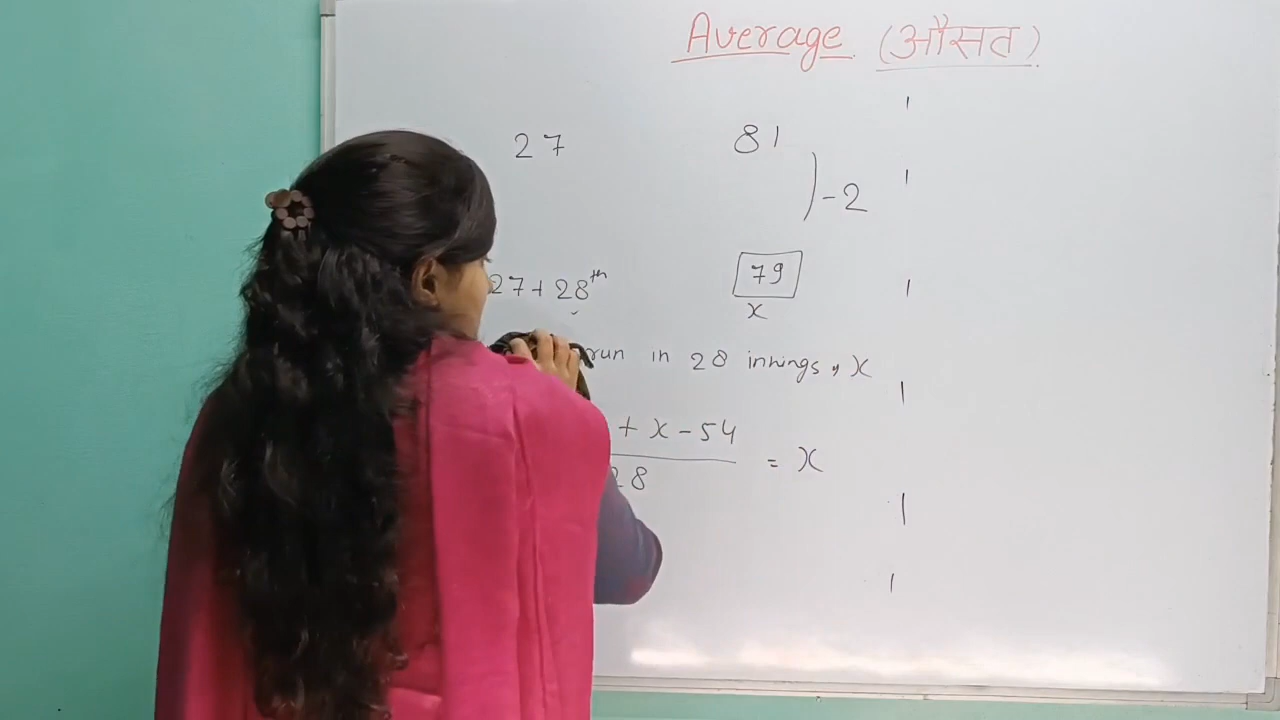 Average (औसत)
27 81
) -2
27 + 28th 79
x
run in 28 innings, x
+ x - 54
= x
28